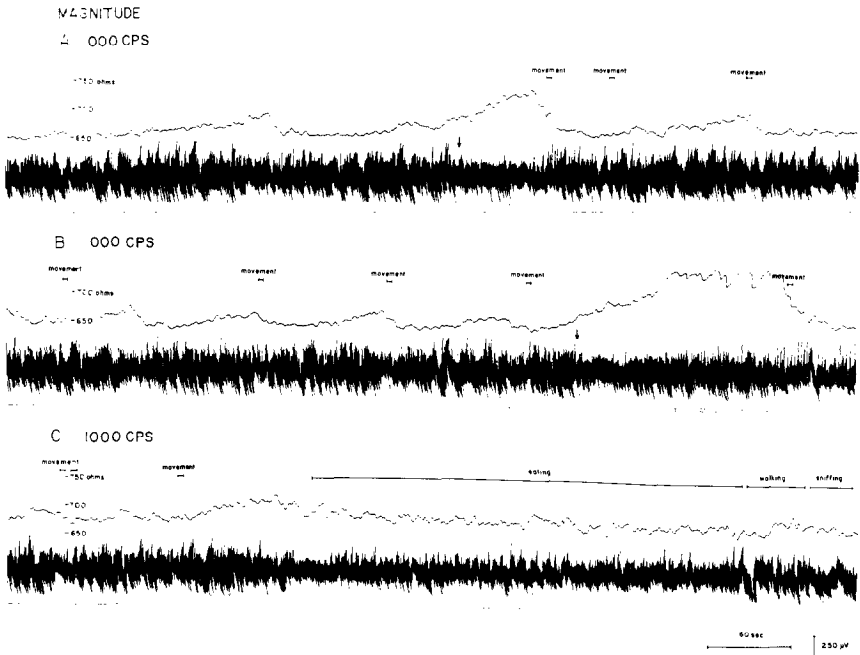 MAGNITUDE
A 000 CPS
movement movement movement
-750 ohms
-700
-650
B 000 CPS
movement movement movement movement movement
-700 ohms
-650
C 1000 CPS
movement movement eating walking sniffing
-750 ohms
-700
-650
60 sec
250 μV